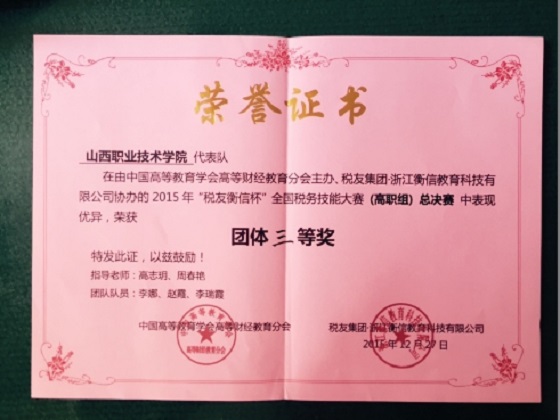 荣誉证书
山西职业技术学院 代表队
在由中国高等教育学会高等财经教育分会主办、税友集团·浙江衡信教育科技有
限公司协办的 2015 年“税友衡信杯”全国税务技能大赛 (高职组) 总决赛 中表现
优异,荣获
团体 三 等奖
特发此证,以兹鼓励!
指导老师:高志玥、周春艳
团队队员:李娜、赵霞、李瑞霞
中国高等教育学会高等财经教育分会 税友集团·浙江衡信教育科技有限公司
2015 年 12 月 27 日